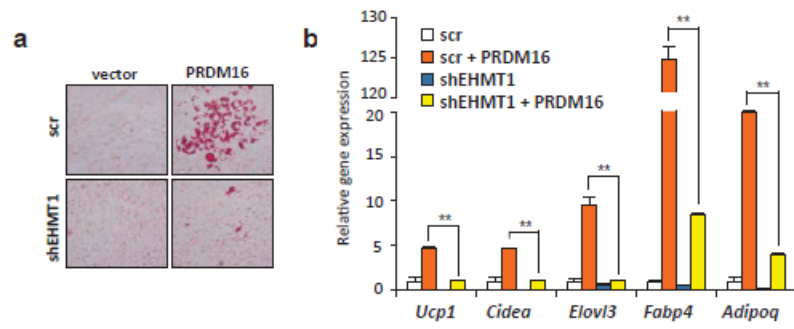 a
vector PRDM16
scr
shEHMT1
b
Relative gene expression
130
125
120
20
15
10
5
0
scr
scr + PRDM16
shEHMT1
shEHMT1 + PRDM16
**
**
**
**
**
Ucp1 Cidea Elovl3 Fabp4 Adipoq